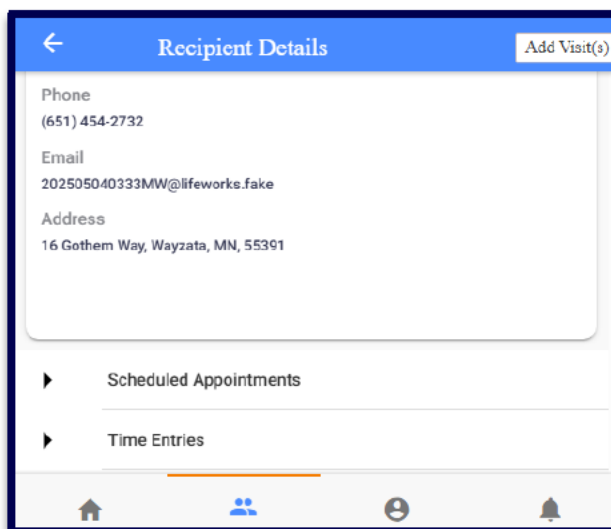 Recipient Details
Add Visit(s)
Phone
(651) 454-2732
Email
202505040333MW@lifeworks.fake
Address
16 Gothem Way, Wayzata, MN, 55391
Scheduled Appointments
Time Entries